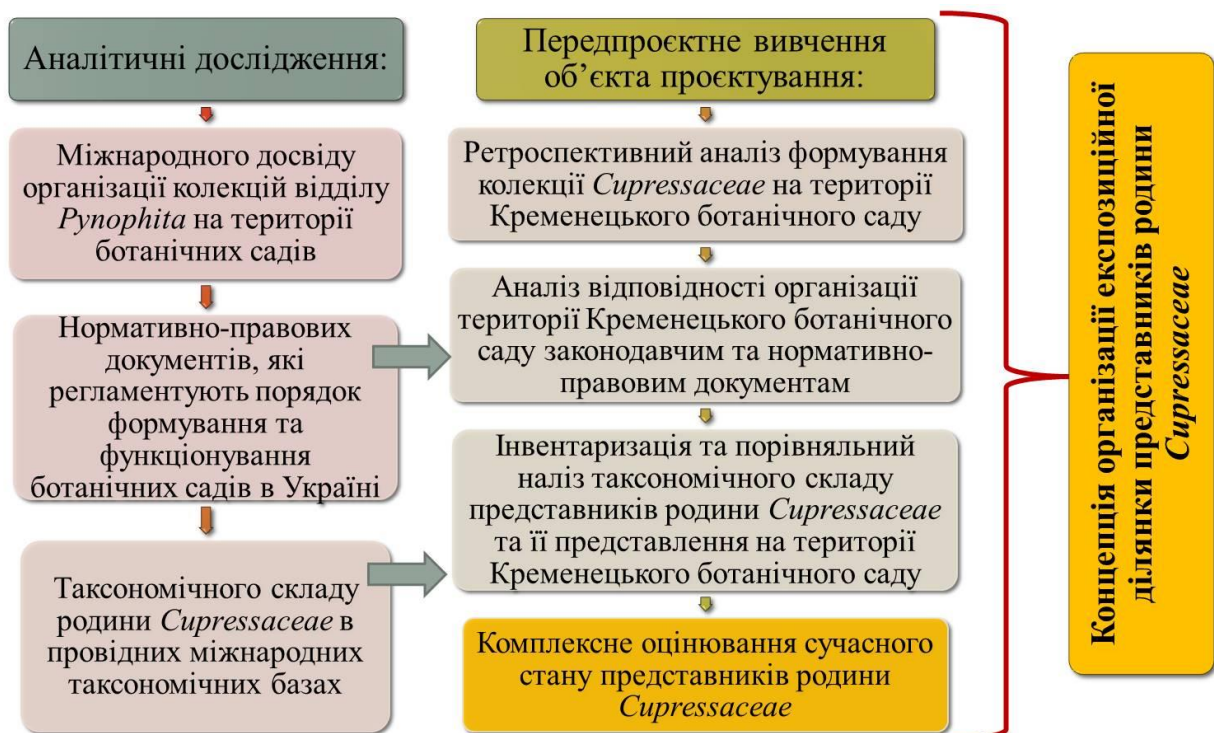 Аналітичні дослідження:
Міжнародного досвіду
організації колекцій відділу
Pynophita на території
ботанічних садів
Нормативно-правових
документів, які
регламентують порядок
формування та
функціонування
ботанічних садів в Україні
Таксономічного складу
родини Cupressaceae в
провідних міжнародних
таксономічних базах
Передпроєктне вивчення
об’єкта проєктування:
Ретроспективний аналіз формування
колекції Cupressaceae на території
Кременецького ботанічного саду
Аналіз відповідності організації
території Кременецького ботанічного
саду законодавчим та нормативно-
правовим документам
Інвентаризація та порівняльний
наліз таксономічного складу
представників родини Cupressaceae
та її представлення на території
Кременецького ботанічного саду
Комплексне оцінювання сучасного
стану представників родини
Cupressaceae
Концепція організації експозиційної
ділянки представників родини
Cupressaceae